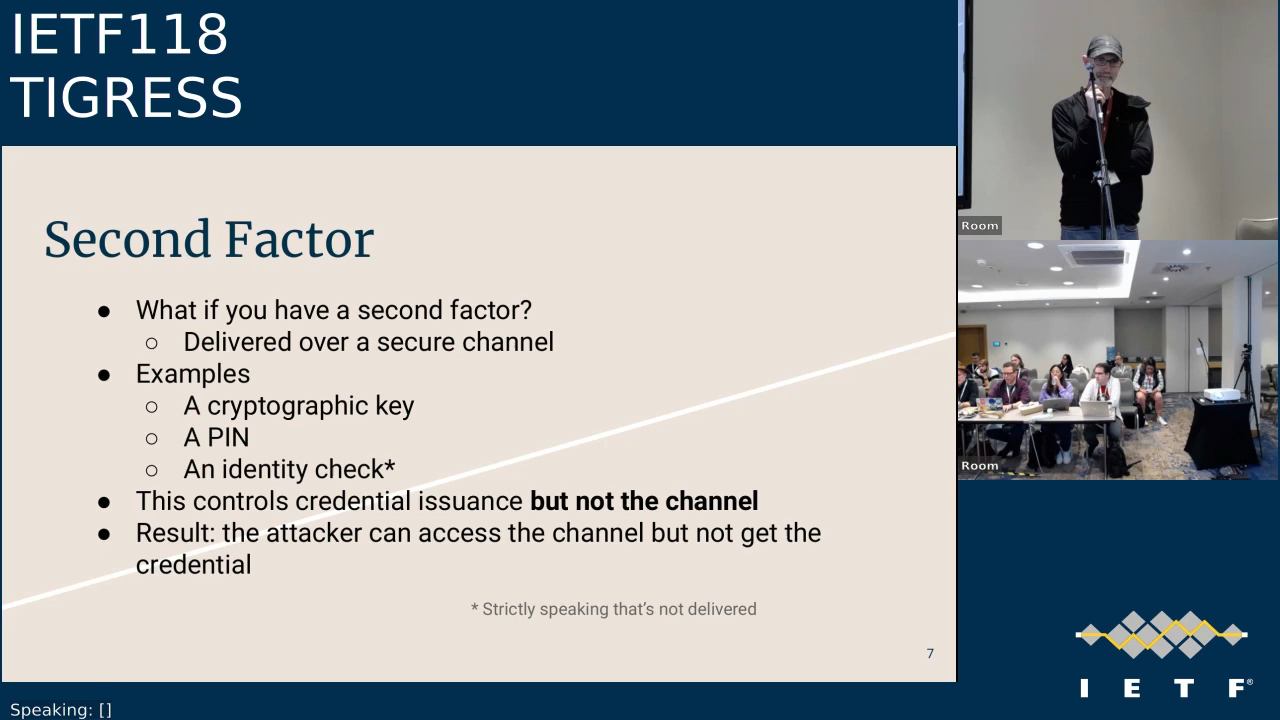 IETF118
TIGRESS
Second Factor
● What if you have a second factor?
○ Delivered over a secure channel
● Examples
○ A cryptographic key
○ A PIN
○ An identity check*
● This controls credential issuance but not the channel
● Result: the attacker can access the channel but not get the
credential
* Strictly speaking that's not delivered
7
Room
Room
I E T F®
Speaking: []